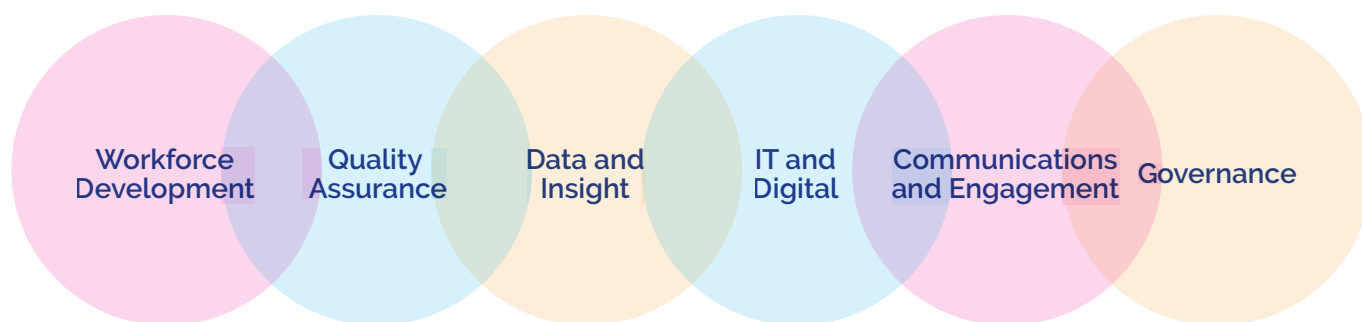 Workforce
Development
Quality
Assurance
Data and
Insight
IT and
Digital
Communications
and Engagement
Governance